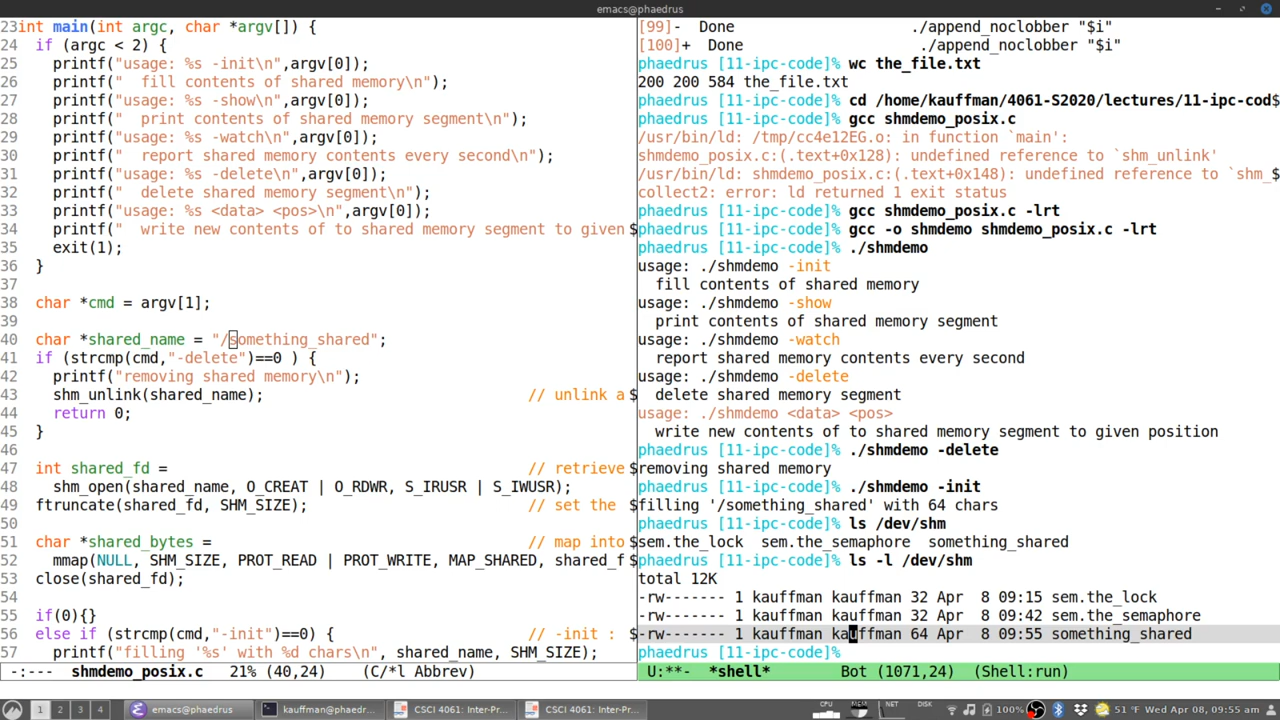 emacs@phaedrus
23int main(int argc, char *argv[]) {
24  if (argc < 2) {
25    printf("usage: %s -init\n",argv[0]);
26    printf("  fill contents of shared memory\n");
27    printf("usage: %s -show\n",argv[0]);
28    printf("  print contents of shared memory segment\n");
29    printf("usage: %s -watch\n",argv[0]);
30    printf("  report shared memory contents every second\n");
31    printf("usage: %s -delete\n",argv[0]);
32    printf("  delete shared memory segment\n");
33    printf("usage: %s <data> <pos>\n",argv[0]);
34    printf("  write new contents of to shared memory segment to given $
35    exit(1);
36  }
37
38  char *cmd = argv[1];
39
40  char *shared_name = "/something_shared";
41  if (strcmp(cmd,"-delete")==0 ) {
42    printf("removing shared memory\n");
43    shm_unlink(shared_name);                              // unlink a $
44    return 0;
45  }
46
47  int shared_fd =                                         // retrieve $
48    shm_open(shared_name, O_CREAT | O_RDWR, S_IRUSR | S_IWUSR);
49  ftruncate(shared_fd, SHM_SIZE);                         // set the  $
50
51  char *shared_bytes =                                    // map into $
52    mmap(NULL, SHM_SIZE, PROT_READ | PROT_WRITE, MAP_SHARED, shared_f$
53  close(shared_fd);
54
55  if(0){}
56  else if (strcmp(cmd,"-init")==0) {                      // -init :  $
57    printf("filling '%s' with %d chars\n", shared_name, SHM_SIZE);
-:---  shmdemo_posix.c   21% (40,24)    (C/*l Abbrev)
[99]-  Done                    ./append_noclobber "$i"
[100]+  Done                    ./append_noclobber "$i"
phaedrus [11-ipc-code]% wc the_file.txt
200 200 584 the_file.txt
phaedrus [11-ipc-code]% cd /home/kauffman/4061-S2020/lectures/11-ipc-cod$
phaedrus [11-ipc-code]% gcc shmdemo_posix.c
/usr/bin/ld: /tmp/cc4e12EG.o: in function `main':
shmdemo_posix.c:(.text+0x128): undefined reference to `shm_unlink'
/usr/bin/ld: shmdemo_posix.c:(.text+0x148): undefined reference to `shm_$
collect2: error: ld returned 1 exit status
phaedrus [11-ipc-code]% gcc shmdemo_posix.c -lrt
phaedrus [11-ipc-code]% gcc -o shmdemo shmdemo_posix.c -lrt
phaedrus [11-ipc-code]% ./shmdemo
usage: ./shmdemo -init
  fill contents of shared memory
usage: ./shmdemo -show
  print contents of shared memory segment
usage: ./shmdemo -watch
  report shared memory contents every second
usage: ./shmdemo -delete
  delete shared memory segment
usage: ./shmdemo <data> <pos>
  write new contents of to shared memory segment to given position
phaedrus [11-ipc-code]% ./shmdemo -delete
removing shared memory
phaedrus [11-ipc-code]% ./shmdemo -init
filling '/something_shared' with 64 chars
phaedrus [11-ipc-code]% ls /dev/shm
sem.the_lock  sem.the_semaphore  something_shared
phaedrus [11-ipc-code]% ls -l /dev/shm
total 12K
-rw------- 1 kauffman kauffman 32 Apr  8 09:15 sem.the_lock
-rw------- 1 kauffman kauffman 32 Apr  8 09:42 sem.the_semaphore
-rw------- 1 kauffman kauffman 64 Apr  8 09:55 something_shared
phaedrus [11-ipc-code]%
U:**-  *shell*        Bot (1071,24)  (Shell:run)
1 2 3 4 emacs@phaedrus kauffman@phaedr... CSCI 4061: Inter-Pr... CSCI 4061: Inter-Pr... CPU MEM NET DISK 100% 51 °F Wed Apr 08, 09:55 am